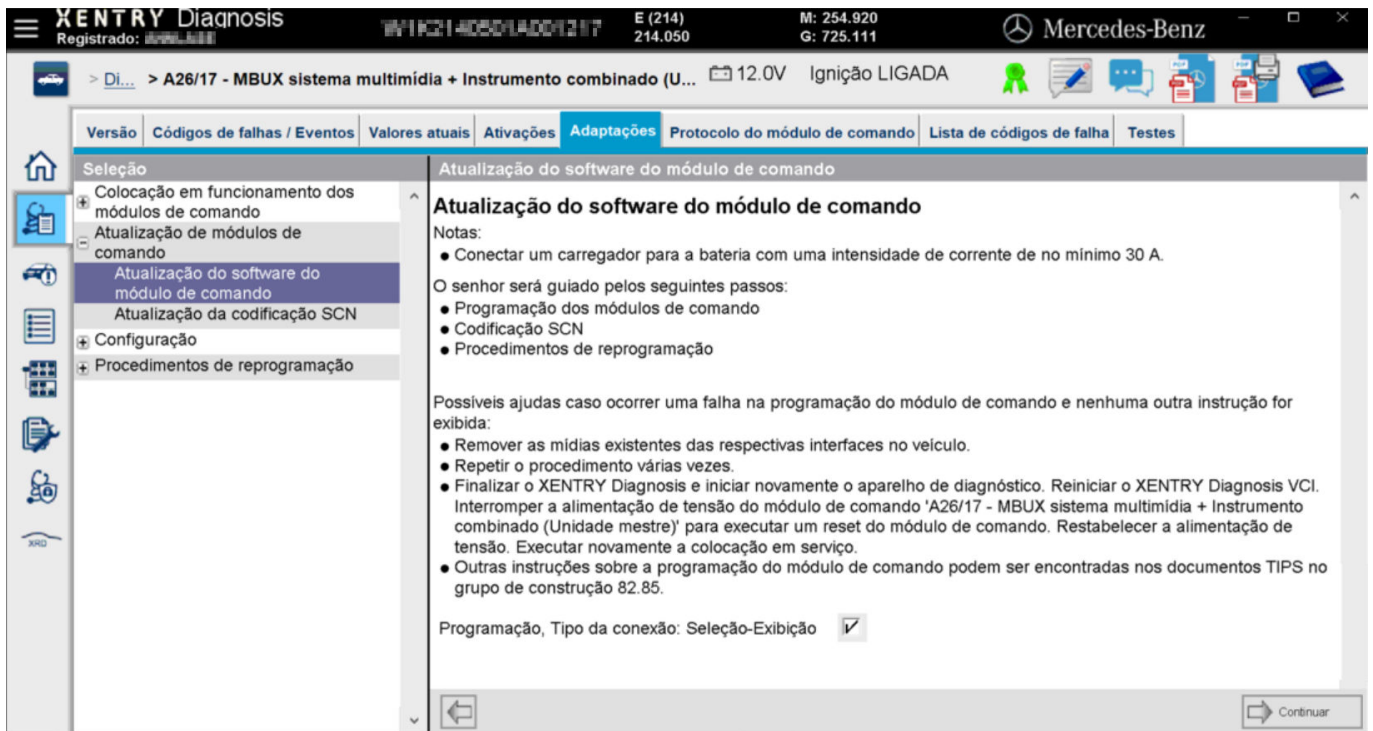 XENTRY Diagnosis
Registrado:
E (214)
214.050
M: 254.920
G: 725.111
Mercedes-Benz
> Di... > A26/17 - MBUX sistema multimídia + Instrumento combinado (U...
12.0V
Ignição LIGADA
PDF
PDF
Versão
Códigos de falhas / Eventos
Valores atuais
Ativações
Adaptações
Protocolo do módulo de comando
Lista de códigos de falha
Testes
Seleção
Colocação em funcionamento dos
módulos de comando
Atualização de módulos de
comando
Atualização do software do
módulo de comando
Atualização da codificação SCN
Configuração
Procedimentos de reprogramação
XRD
Atualização do software do módulo de comando
Atualização do software do módulo de comando
Notas:
● Conectar um carregador para a bateria com uma intensidade de corrente de no mínimo 30 A.
O senhor será guiado pelos seguintes passos:
● Programação dos módulos de comando
● Codificação SCN
● Procedimentos de reprogramação
Possíveis ajudas caso ocorrer uma falha na programação do módulo de comando e nenhuma outra instrução for
exibida:
● Remover as mídias existentes das respectivas interfaces no veículo.
● Repetir o procedimento várias vezes.
● Finalizar o XENTRY Diagnosis e iniciar novamente o aparelho de diagnóstico. Reiniciar o XENTRY Diagnosis VCI.
Interromper a alimentação de tensão do módulo de comando 'A26/17 - MBUX sistema multimídia + Instrumento
combinado (Unidade mestre)' para executar um reset do módulo de comando. Restabelecer a alimentação de
tensão. Executar novamente a colocação em serviço.
● Outras instruções sobre a programação do módulo de comando podem ser encontradas nos documentos TIPS no
grupo de construção 82.85.
Programação, Tipo da conexão: Seleção-Exibição
Continuar